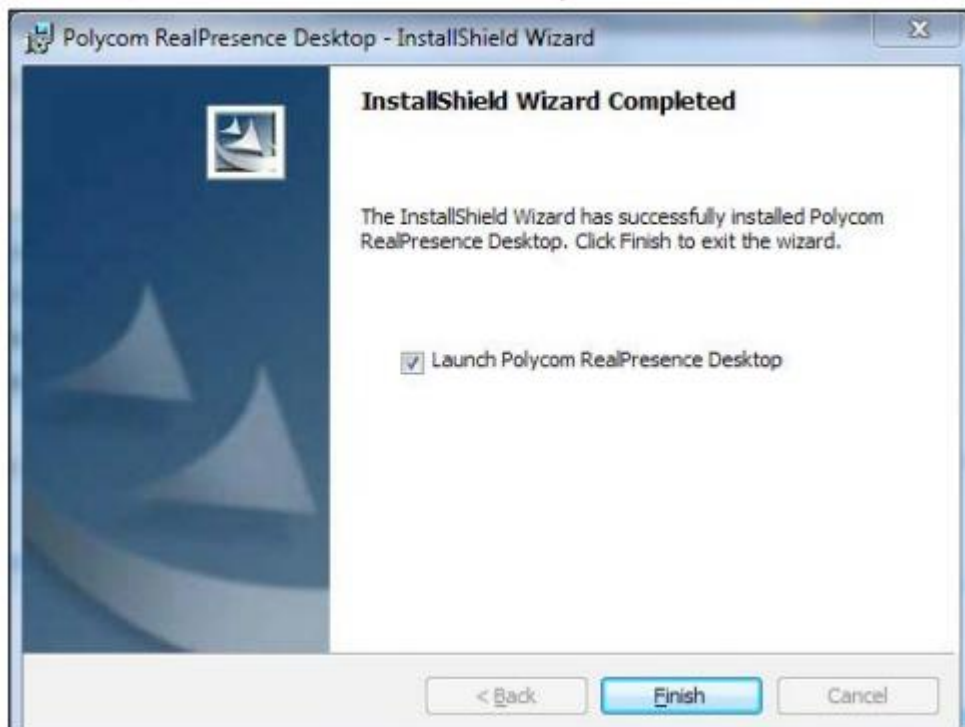 Polycom RealPresence Desktop - InstallShield Wizard
InstallShield Wizard Completed
The InstallShield Wizard has successfully installed Polycom
RealPresence Desktop. Click Finish to exit the wizard.
Launch Polycom RealPresence Desktop
< Back
Finish
Cancel